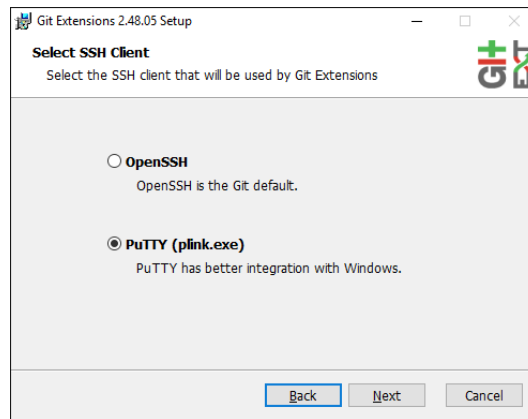 Git Extensions 2.48.05 Setup
Select SSH Client
Select the SSH client that will be used by Git Extensions
Git
EXT
OpenSSH
OpenSSH is the Git default.
PuTTY (plink.exe)
PuTTY has better integration with Windows.
Back
Next
Cancel